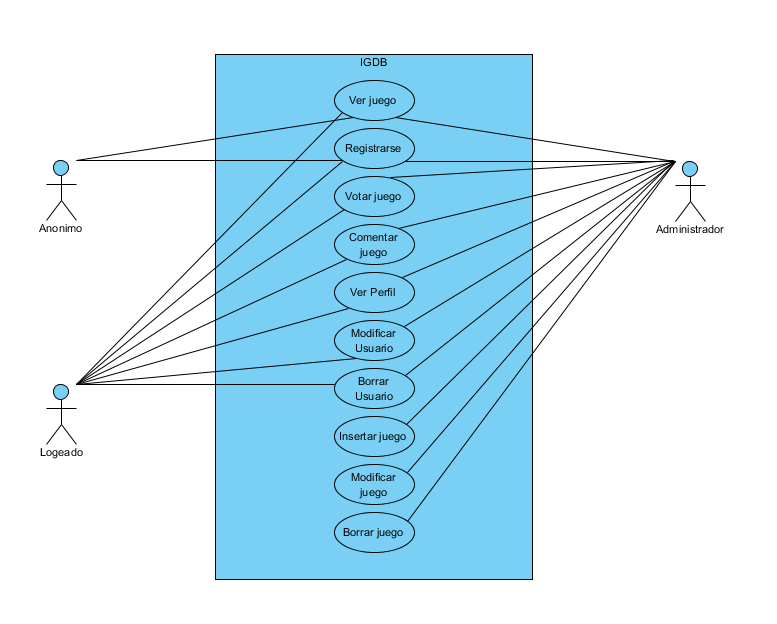 IGDB
Ver juego
Registrarse
Votar juego
Comentar
juego
Ver Perfil
Modificar
Usuario
Borrar
Usuario
Insertar juego
Modificar
juego
Borrar juego
Anonimo
Logeado
Administrador